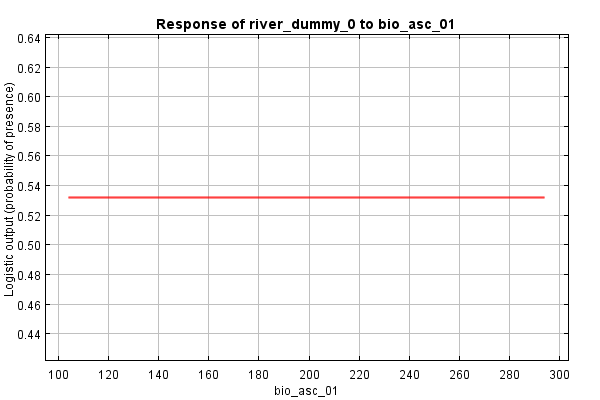 Response of river_dummy_0 to bio_asc_01
Logistic output (probability of presence)
0.64
0.62
0.60
0.58
0.56
0.54
0.52
0.50
0.48
0.46
0.44
100 120 140 160 180 200 220 240 260 280 300
bio_asc_01